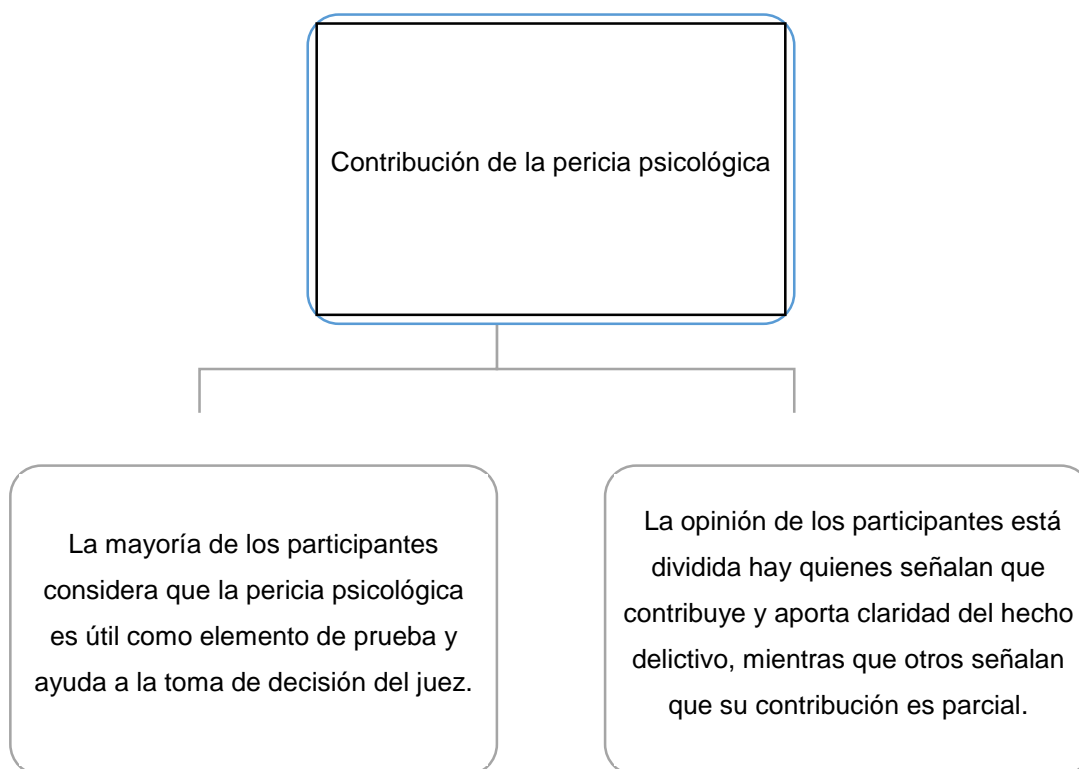 Contribución de la pericia psicológica
La mayoría de los participantes
considera que la pericia psicológica
es útil como elemento de prueba y
ayuda a la toma de decisión del juez.
La opinión de los participantes está
dividida hay quienes señalan que
contribuye y aporta claridad del hecho
delictivo, mientras que otros señalan
que su contribución es parcial.